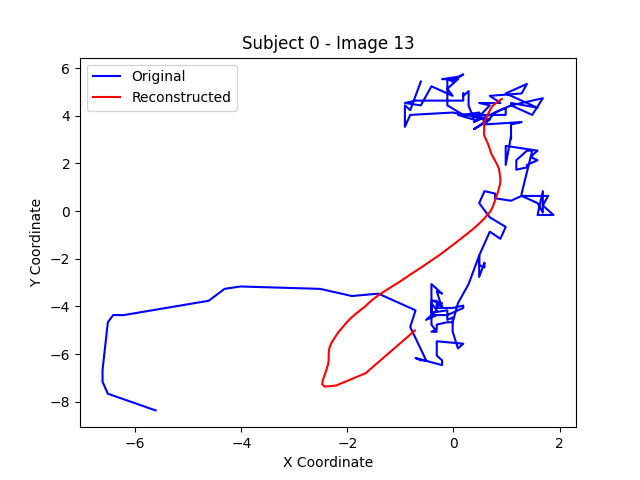 Subject 0 - Image 13
Original
Reconstructed
6
4
2
0
−2
−4
−6
−8
Y Coordinate
−6 −4 −2 0 2
X Coordinate